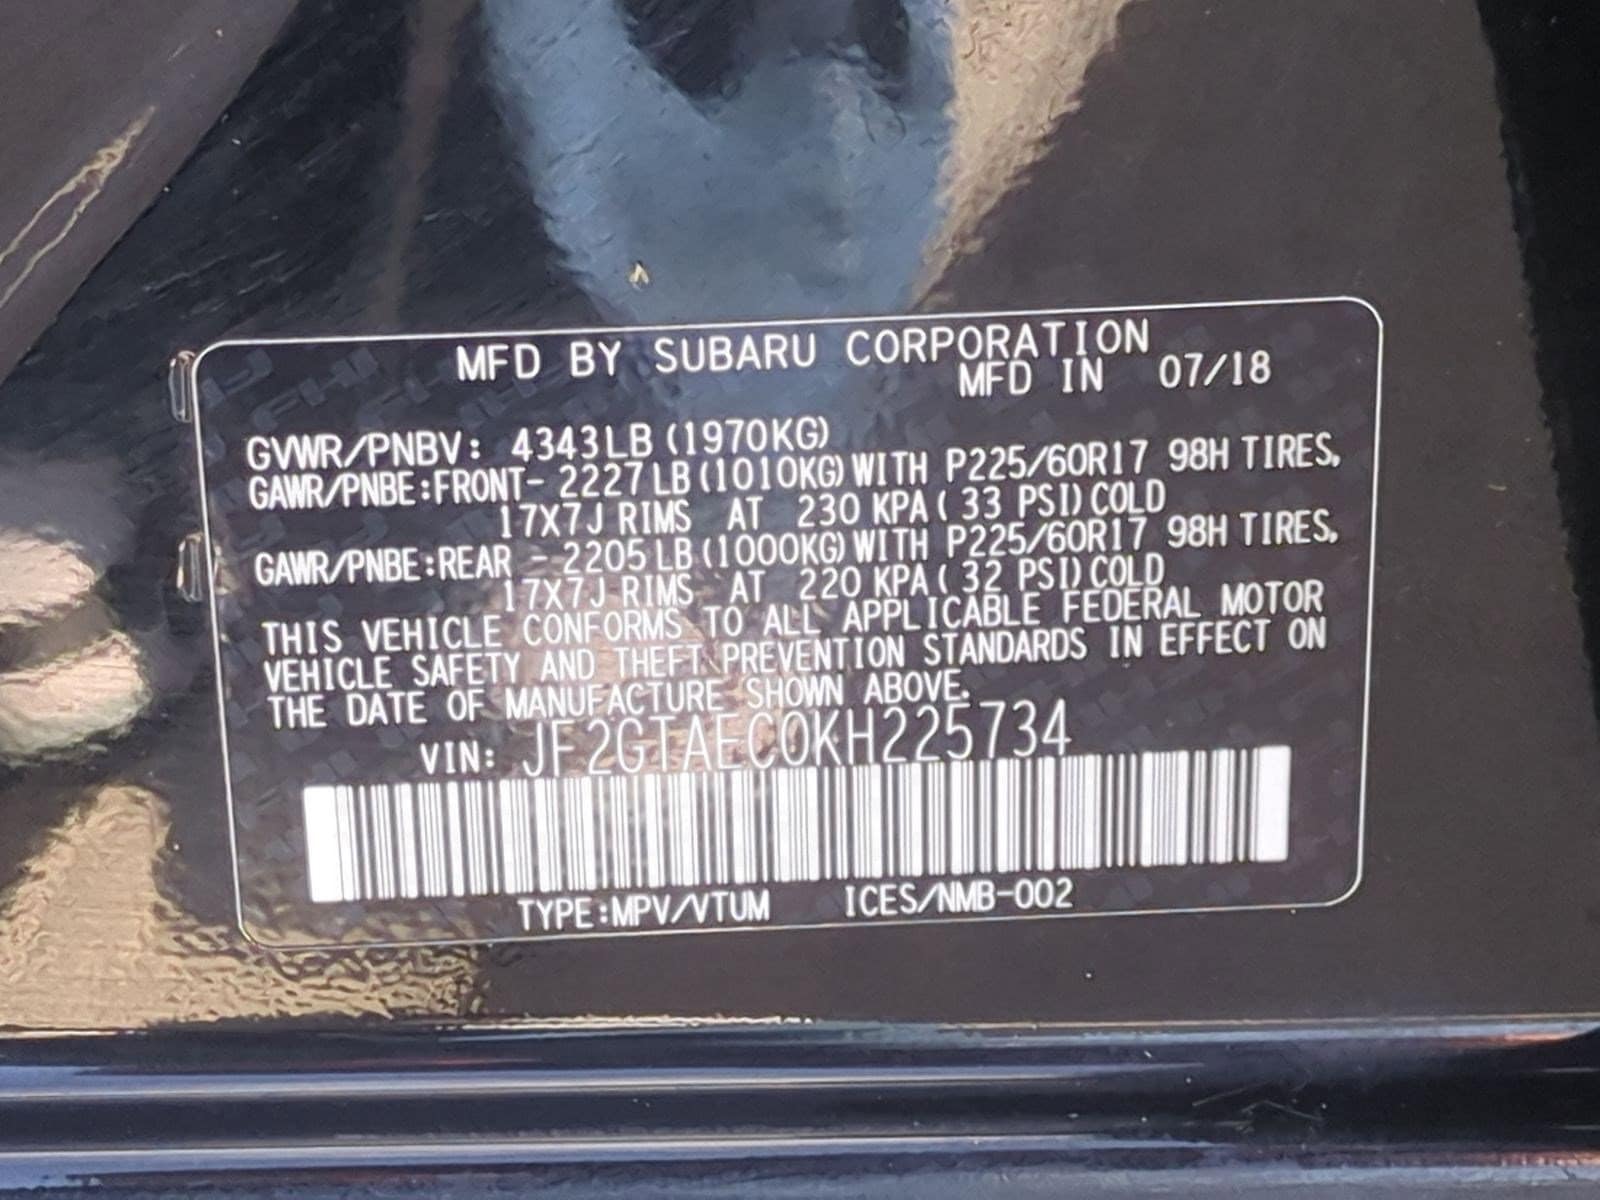 MFD BY SUBARU CORPORATION
MFD IN 07/18
GVWR/PNBV: 4343LB (1970KG)
GAWR/PNBE:FRONT- 2227LB (1010KG) WITH P225/60R17 98H TIRES,
17X7J RIMS AT 230 KPA( 33 PSI) COLD
GAWR/PNBE:REAR - 2205LB (1000KG) WITH P225/60R17 98H TIRES,
17X7J RIMS AT 220 KPA( 32 PSI) COLD
THIS VEHICLE CONFORMS TO ALL APPLICABLE FEDERAL MOTOR
VEHICLE SAFETY AND THEFT PREVENTION STANDARDS IN EFFECT ON
THE DATE OF MANUFACTURE SHOWN ABOVE.
VIN: JF2GTAEC0KH225734
TYPE:MPV/VTUM ICES/NMB-002